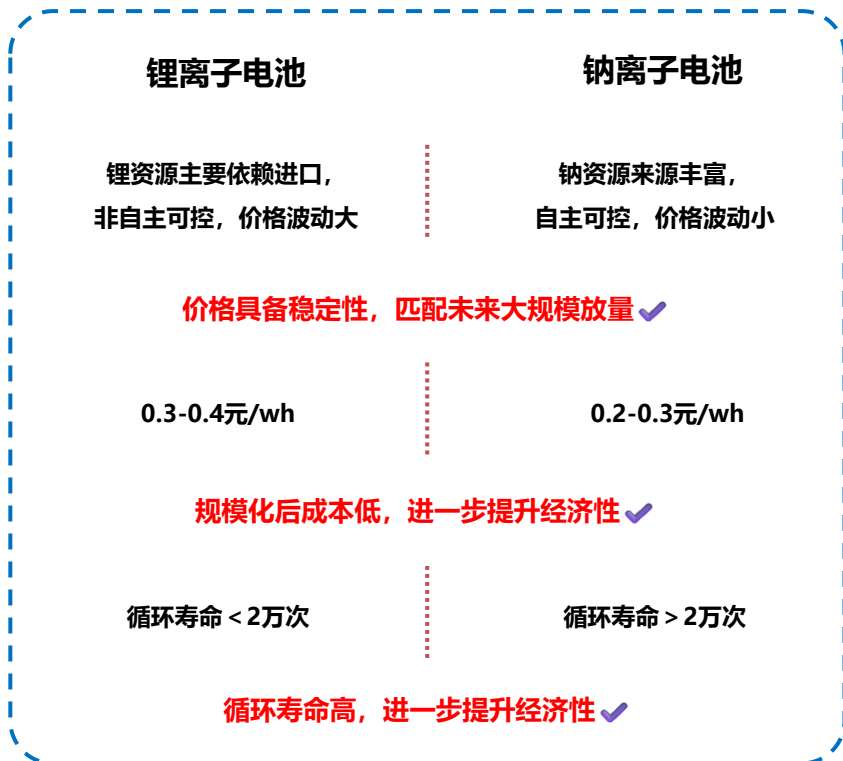 锂离子电池
钠离子电池
锂资源主要依赖进口，
非自主可控，价格波动大
钠资源来源丰富，
自主可控，价格波动小
价格具备稳定性，匹配未来大规模放量
0.3-0.4元/wh
0.2-0.3元/wh
规模化后成本低，进一步提升经济性
循环寿命＜2万次
循环寿命＞2万次
循环寿命高，进一步提升经济性